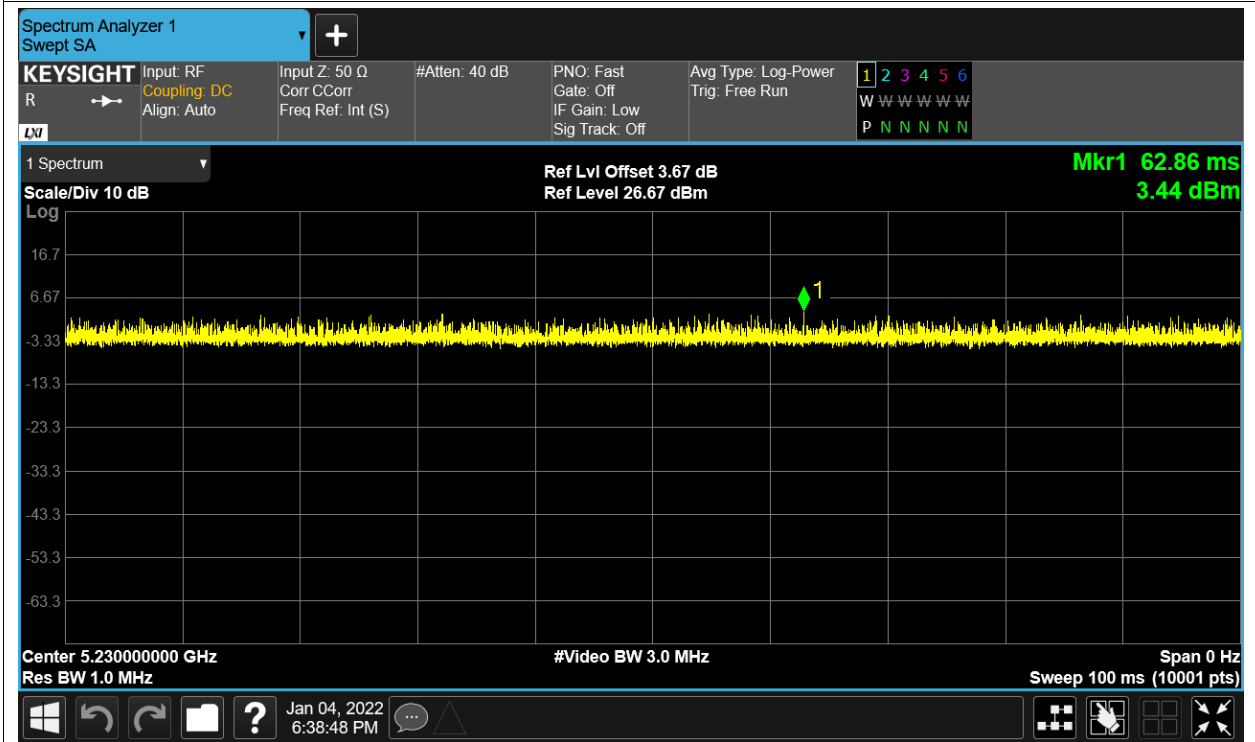 Spectrum Analyzer 1
Swept SA
KEYSIGHT
R
LXI
Input: RF
Coupling: DC
Align: Auto
Input Z: 50 Ω
Corr CCorr
Freq Ref: Int (S)
#Atten: 40 dB
PNO: Fast
Gate: Off
IF Gain: Low
Sig Track: Off
Avg Type: Log-Power
Trig: Free Run
1 2 3 4 5 6
W W W W W W
P N N N N N
1 Spectrum
Scale/Div 10 dB
Log
Ref Lvl Offset 3.67 dB
Ref Level 26.67 dBm
Mkr1 62.86 ms
3.44 dBm
16.7
6.67
1
-3.33
-13.3
-23.3
-33.3
-43.3
-53.3
-63.3
Center 5.230000000 GHz
Res BW 1.0 MHz
#Video BW 3.0 MHz
Span 0 Hz
Sweep 100 ms (10001 pts)
?
Jan 04, 2022
6:38:48 PM